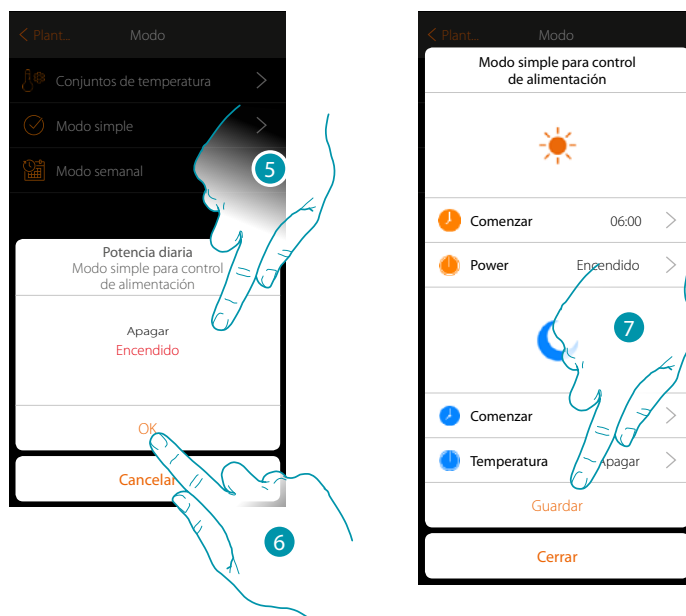 Plant...
Modo
Conjuntos de temperatura
Modo simple
Modo semanal
5
Potencia diaria
Modo simple para control
de alimentación
Apagar
Encendido
OK
Cancelar
6
Plant...
Modo
Modo simple para control
de alimentación
Comenzar 06:00
Power Encendido
7
Comenzar
Temperatura Apagar
Guardar
Cerrar